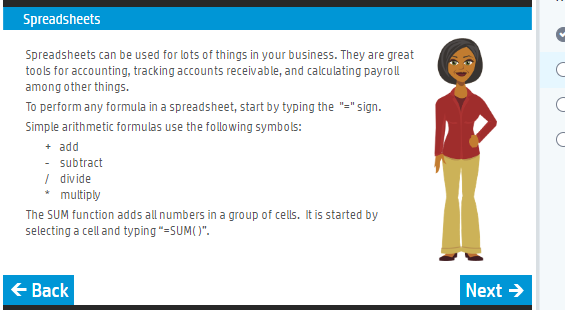 Spreadsheets
Spreadsheets can be used for lots of things in your business. They are great
tools for accounting, tracking accounts receivable, and calculating payroll
among other things.
To perform any formula in a spreadsheet, start by typing the "=" sign.
Simple arithmetic formulas use the following symbols:
+ add
- subtract
/ divide
* multiply
The SUM function adds all numbers in a group of cells. It is started by
selecting a cell and typing “=SUM( )”.
← Back
Next →